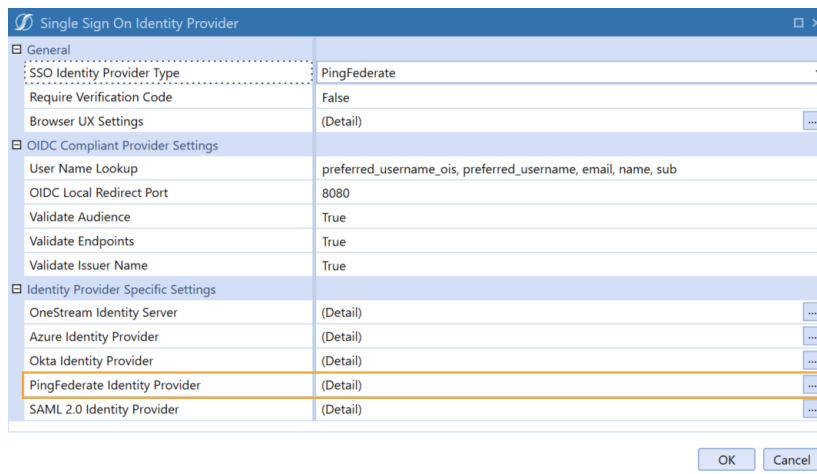 Single Sign On Identity Provider
General
SSO Identity Provider Type PingFederate
Require Verification Code False
Browser UX Settings (Detail) ...
OIDC Compliant Provider Settings
User Name Lookup preferred_username_ois, preferred_username, email, name, sub
OIDC Local Redirect Port 8080
Validate Audience True
Validate Endpoints True
Validate Issuer Name True
Identity Provider Specific Settings
OneStream Identity Server (Detail) ...
Azure Identity Provider (Detail) ...
Okta Identity Provider (Detail) ...
PingFederate Identity Provider (Detail) ...
SAML 2.0 Identity Provider (Detail) ...
OK Cancel